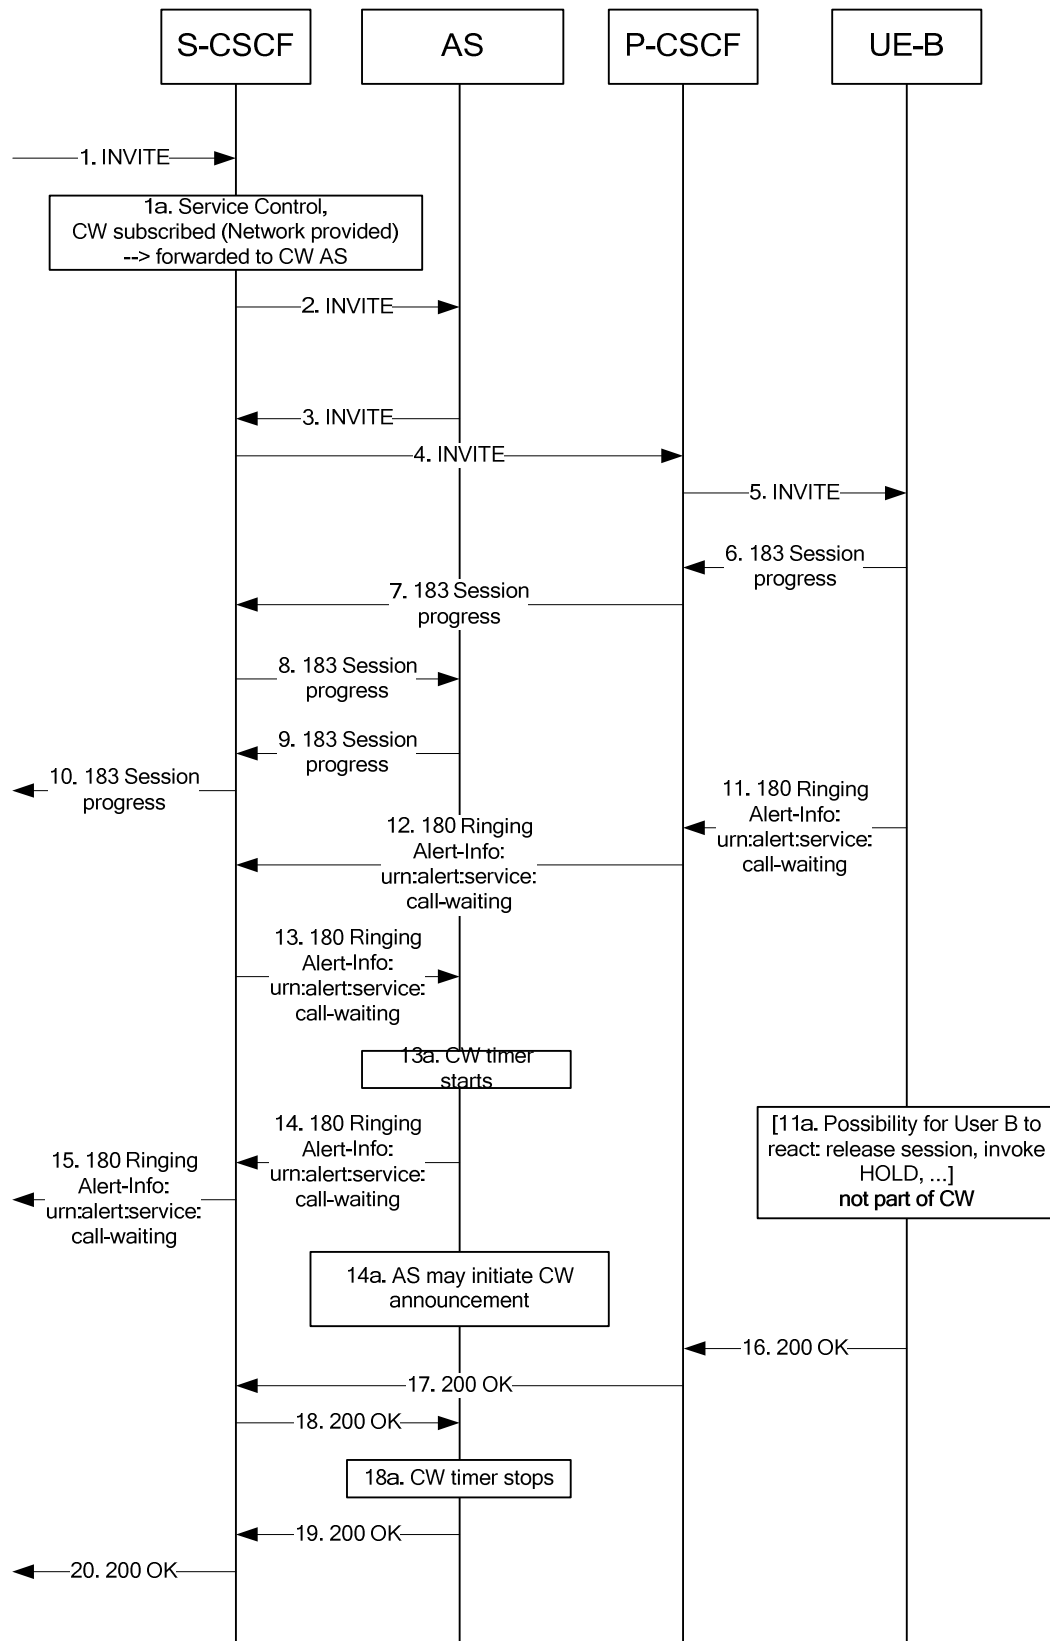 S-CSCF
AS
P-CSCF
UE-B
1. INVITE
1a. Service Control,
CW subscribed (Network provided)
--> forwarded to CW AS
2. INVITE
3. INVITE
4. INVITE
5. INVITE
6. 183 Session
progress
7. 183 Session
progress
8. 183 Session
progress
9. 183 Session
progress
10. 183 Session
progress
11. 180 Ringing
Alert-Info:
urn:alert:service:
call-waiting
12. 180 Ringing
Alert-Info:
urn:alert:service:
call-waiting
13. 180 Ringing
Alert-Info:
urn:alert:service:
call-waiting
13a. CW timer
starts
[11a. Possibility for User B to
react: release session, invoke
HOLD, ...]
not part of CW
14. 180 Ringing
Alert-Info:
urn:alert:service:
call-waiting
15. 180 Ringing
Alert-Info:
urn:alert:service:
call-waiting
14a. AS may initiate CW
announcement
16. 200 OK
17. 200 OK
18. 200 OK
18a. CW timer stops
19. 200 OK
20. 200 OK